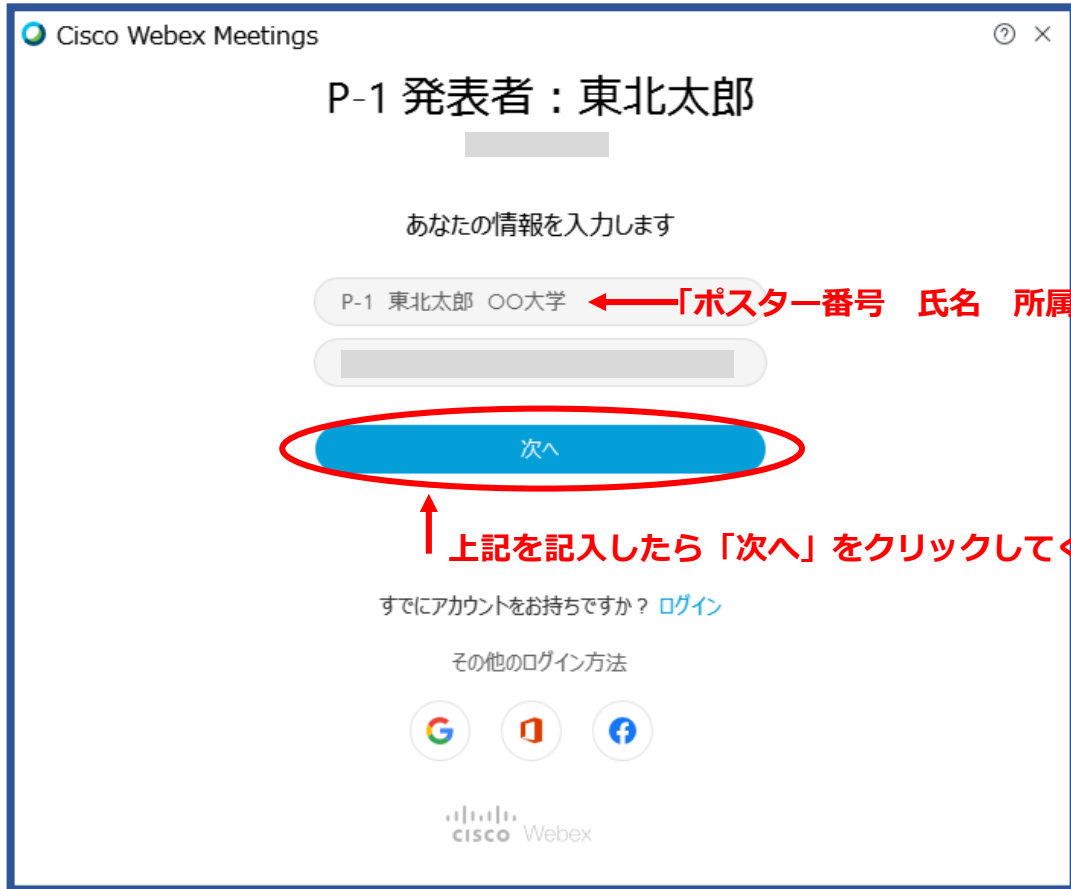 Cisco Webex Meetings
P-1 発表者：東北太郎
あなたの情報を入力します
P-1 東北太郎 〇〇大学
「ポスター番号　氏名　所属
次へ
上記を記入したら「次へ」をクリックしてく
すでにアカウントをお持ちですか？ ログイン
その他のログイン方法
cisco Webex